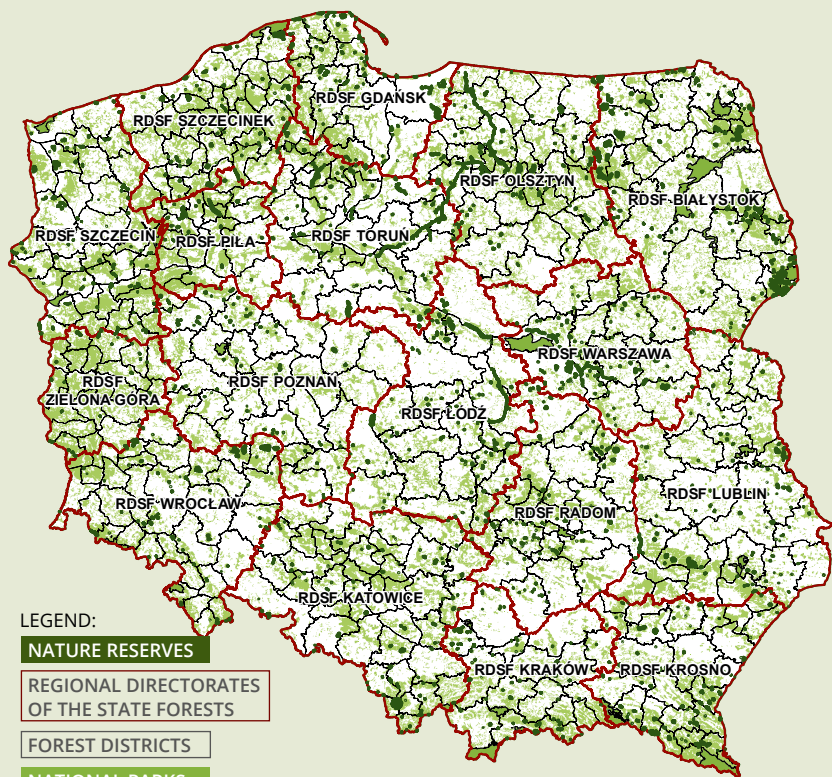 RDSF GDAŃSK
RDSF SZCZECINEK
RDSF OLSZTYN
RDSF BIAŁYSTOK
RDSF SZCZECIN
RDSF PIŁA
RDSF TORUŃ
RDSF WARSZAWA
RDSF
ZIELONA GÓRA
RDSF POZNAŃ
RDSF ŁÓDŹ
RDSF WROCŁAW
RDSF RADOM
RDSF LUBLIN
RDSF KATOWICE
RDSF KRAKÓW
RDSF KROSNO
LEGEND:
NATURE RESERVES
REGIONAL DIRECTORATES
OF THE STATE FORESTS
FOREST DISTRICTS
NATIONAL PARKS